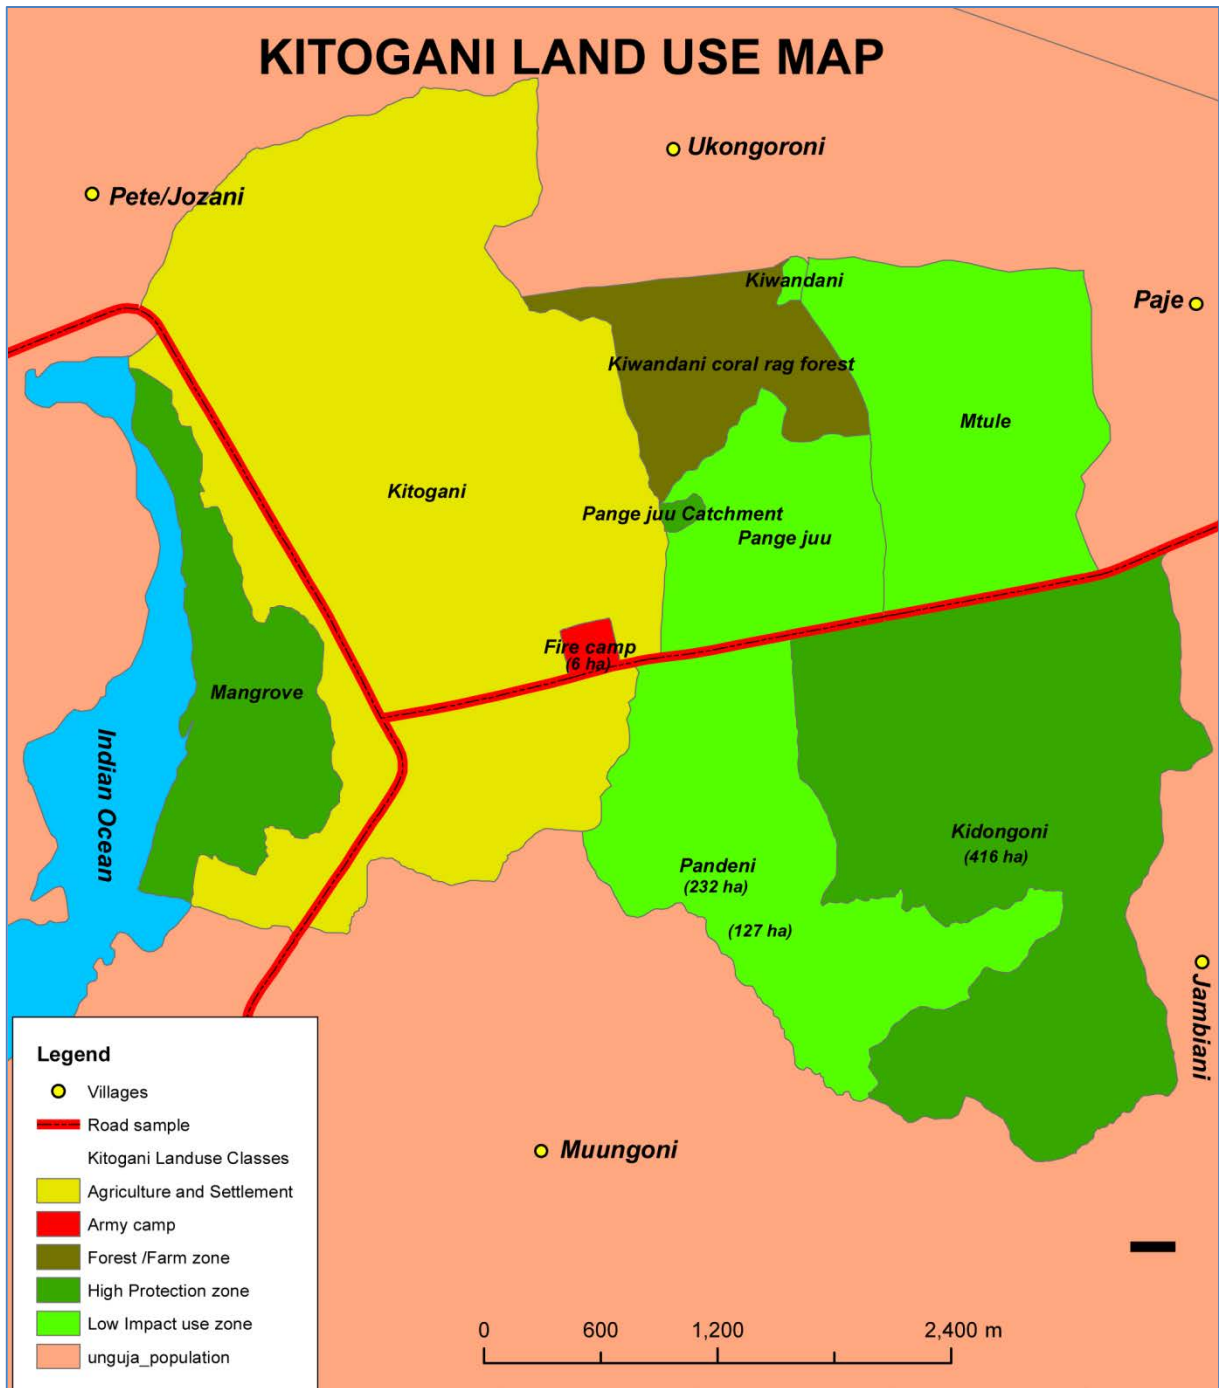 KITOGANI LAND USE MAP
Ukongoroni
Pete/Jozani
Kiwandani
Paje
Kiwandani coral rag forest
Mtule
Kitogani
Pange juu Catchment
Pange juu
Fire camp
(6 ha)
Mangrove
Indian Ocean
Kidongoni
(416 ha)
Pandeni
(232 ha)
(127 ha)
Jambiani
Muungoni
Legend
Villages
Road sample
Kitogani Landuse Classes
Agriculture and Settlement
Army camp
Forest /Farm zone
High Protection zone
Low Impact use zone
unguja_population
0 600 1,200 2,400 m